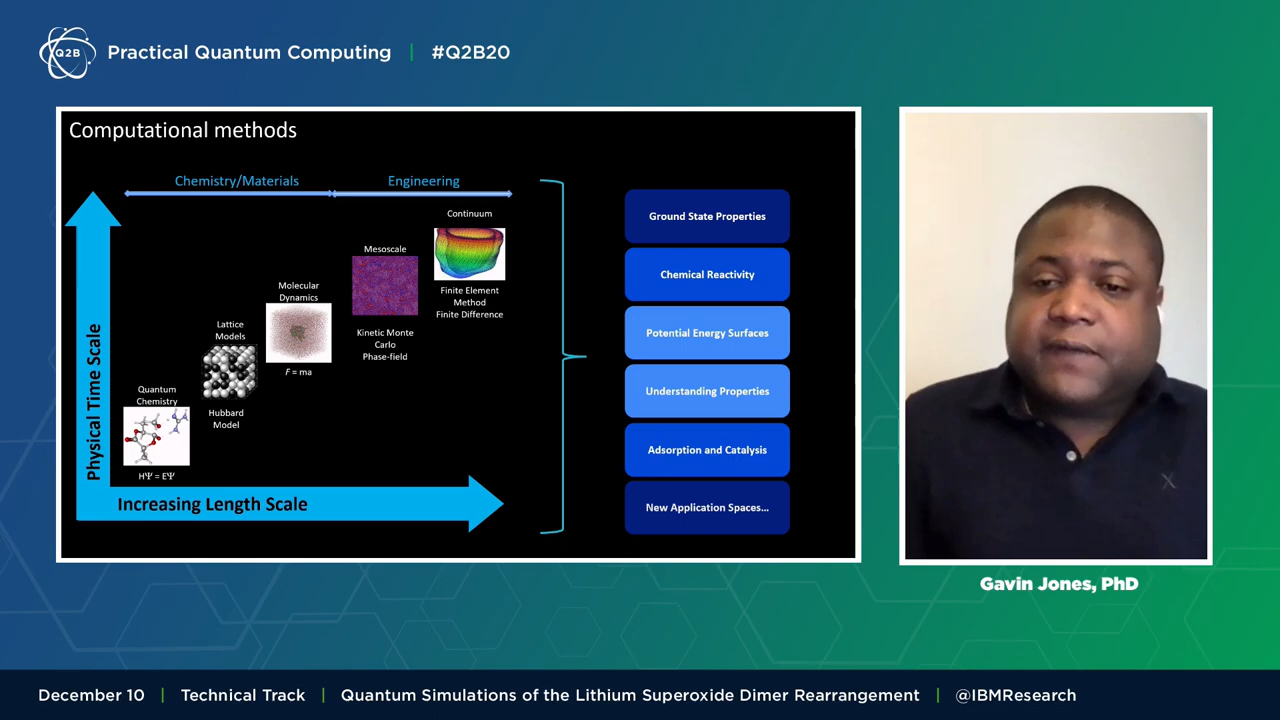 Q2B
Practical Quantum Computing | #Q2B20
Computational methods
Chemistry/Materials
Engineering
Physical Time Scale
Continuum
Finite Element
Method
Finite Difference
Mesoscale
Kinetic Monte
Carlo
Phase-field
Molecular
Dynamics
F = ma
Lattice
Models
Hubbard
Model
Quantum
Chemistry
HΨ = EΨ
Increasing Length Scale
Ground State Properties
Chemical Reactivity
Potential Energy Surfaces
Understanding Properties
Adsorption and Catalysis
New Application Spaces...
Gavin Jones, PhD
December 10 | Technical Track | Quantum Simulations of the Lithium Superoxide Dimer Rearrangement | @IBMResearch